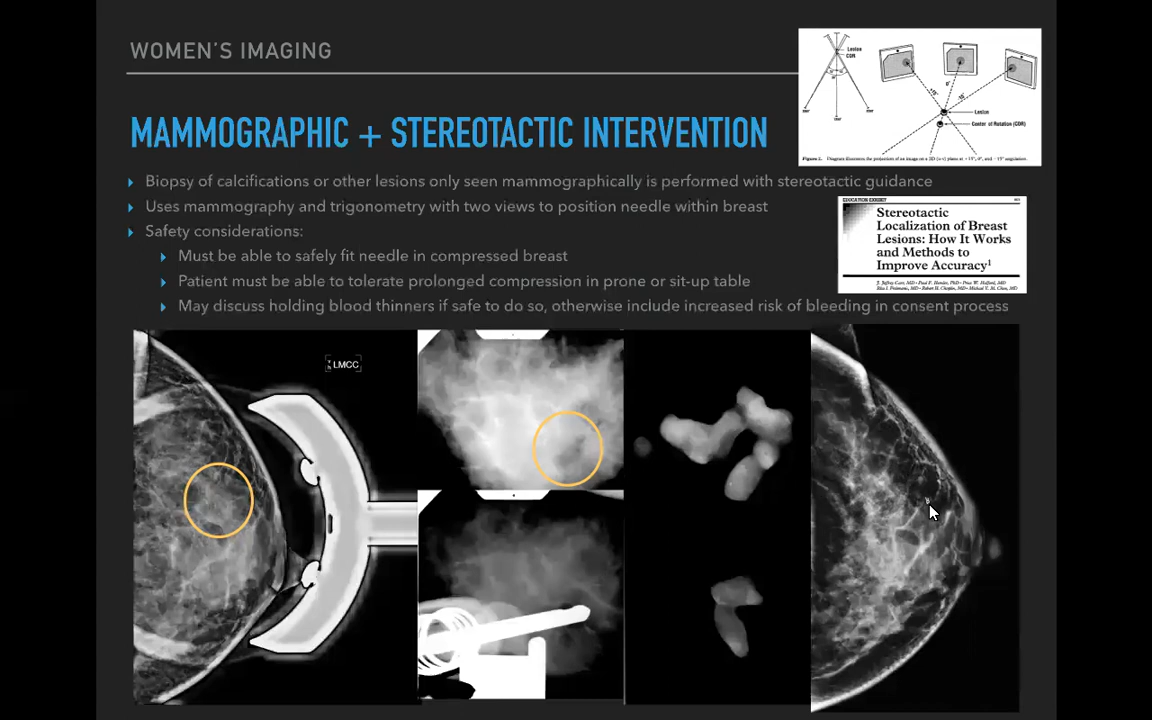 WOMEN'S IMAGING
MAMMOGRAPHIC + STEREOTACTIC INTERVENTION
Lesion
COR
Lesion
Center of Rotation (COR)
▸ Biopsy of calcifications or other lesions only seen mammographically is performed with stereotactic guidance
▸ Uses mammography and trigonometry with two views to position needle within breast
▸ Safety considerations:
▸ Must be able to safely fit needle in compressed breast
▸ Patient must be able to tolerate prolonged compression in prone or sit-up table
▸ May discuss holding blood thinners if safe to do so, otherwise include increased risk of bleeding in consent process
EDUCATION EXHIBIT
Stereotactic
Localization of Breast
Lesions: How It Works
and Methods to
Improve Accuracy¹
LMCC